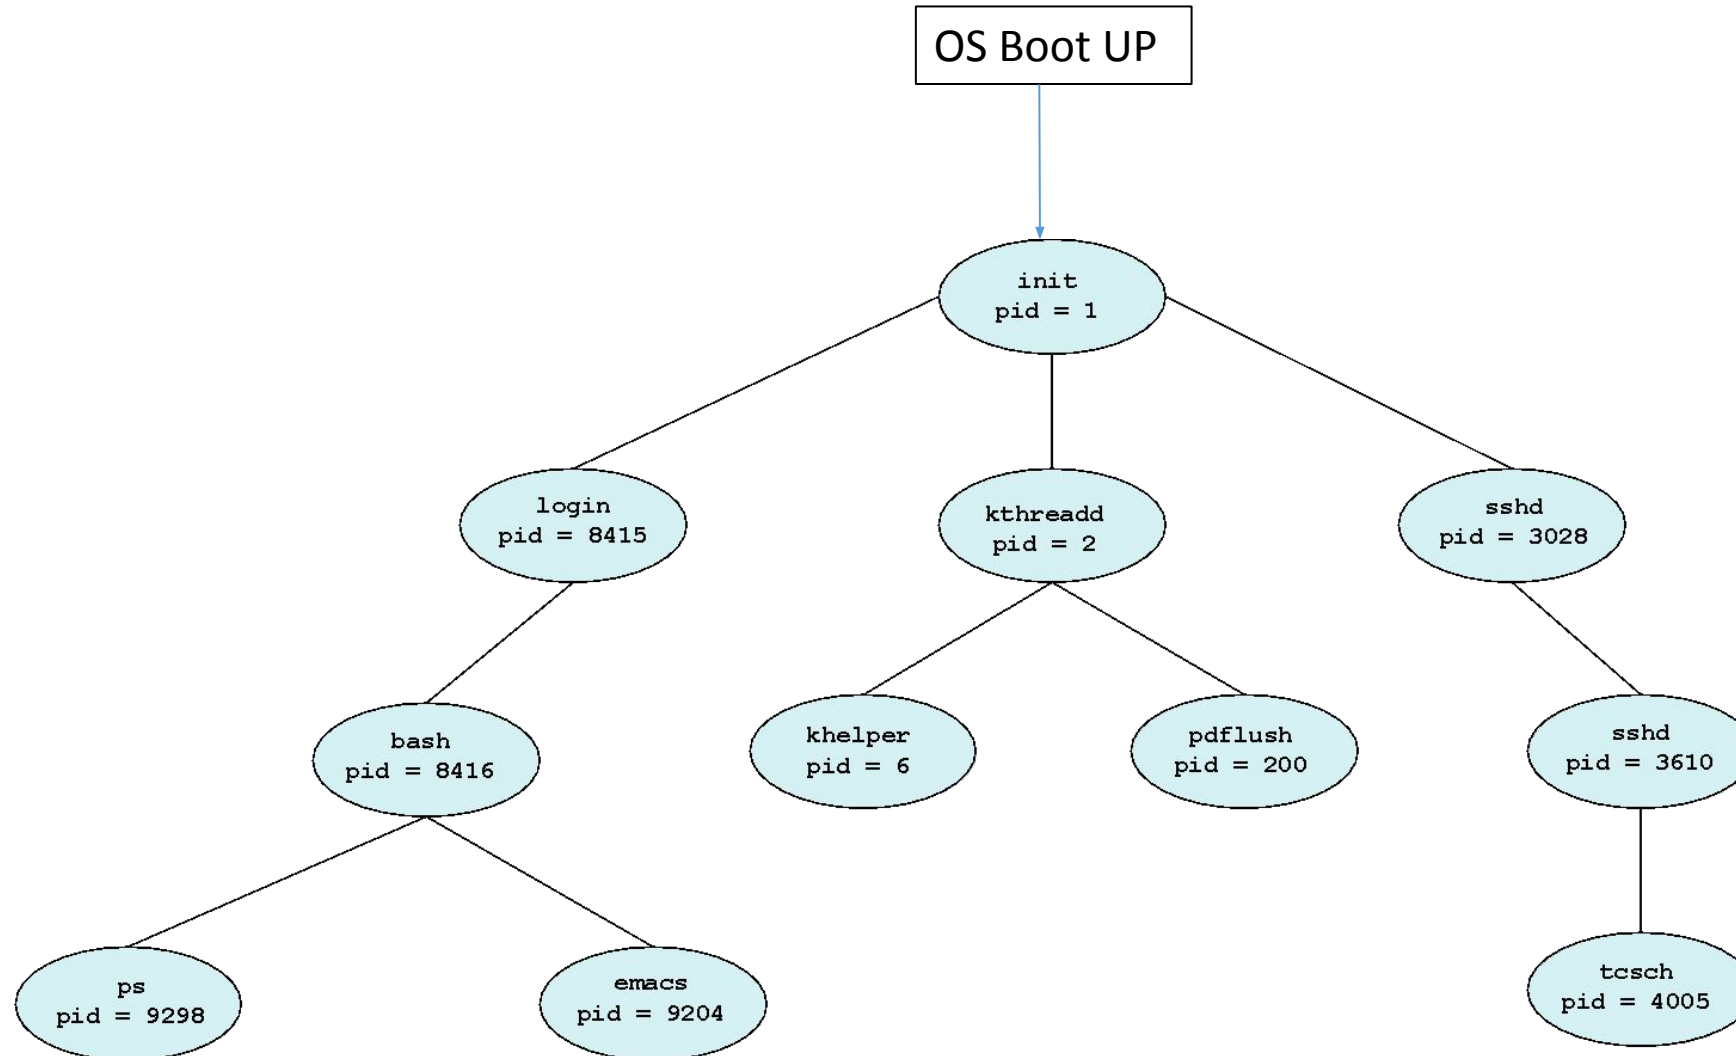 OS Boot UP
init
pid = 1
login
pid = 8415
kthreadd
pid = 2
sshd
pid = 3028
bash
pid = 8416
khelper
pid = 6
pdflush
pid = 200
sshd
pid = 3610
ps
pid = 9298
emacs
pid = 9204
tcsch
pid = 4005